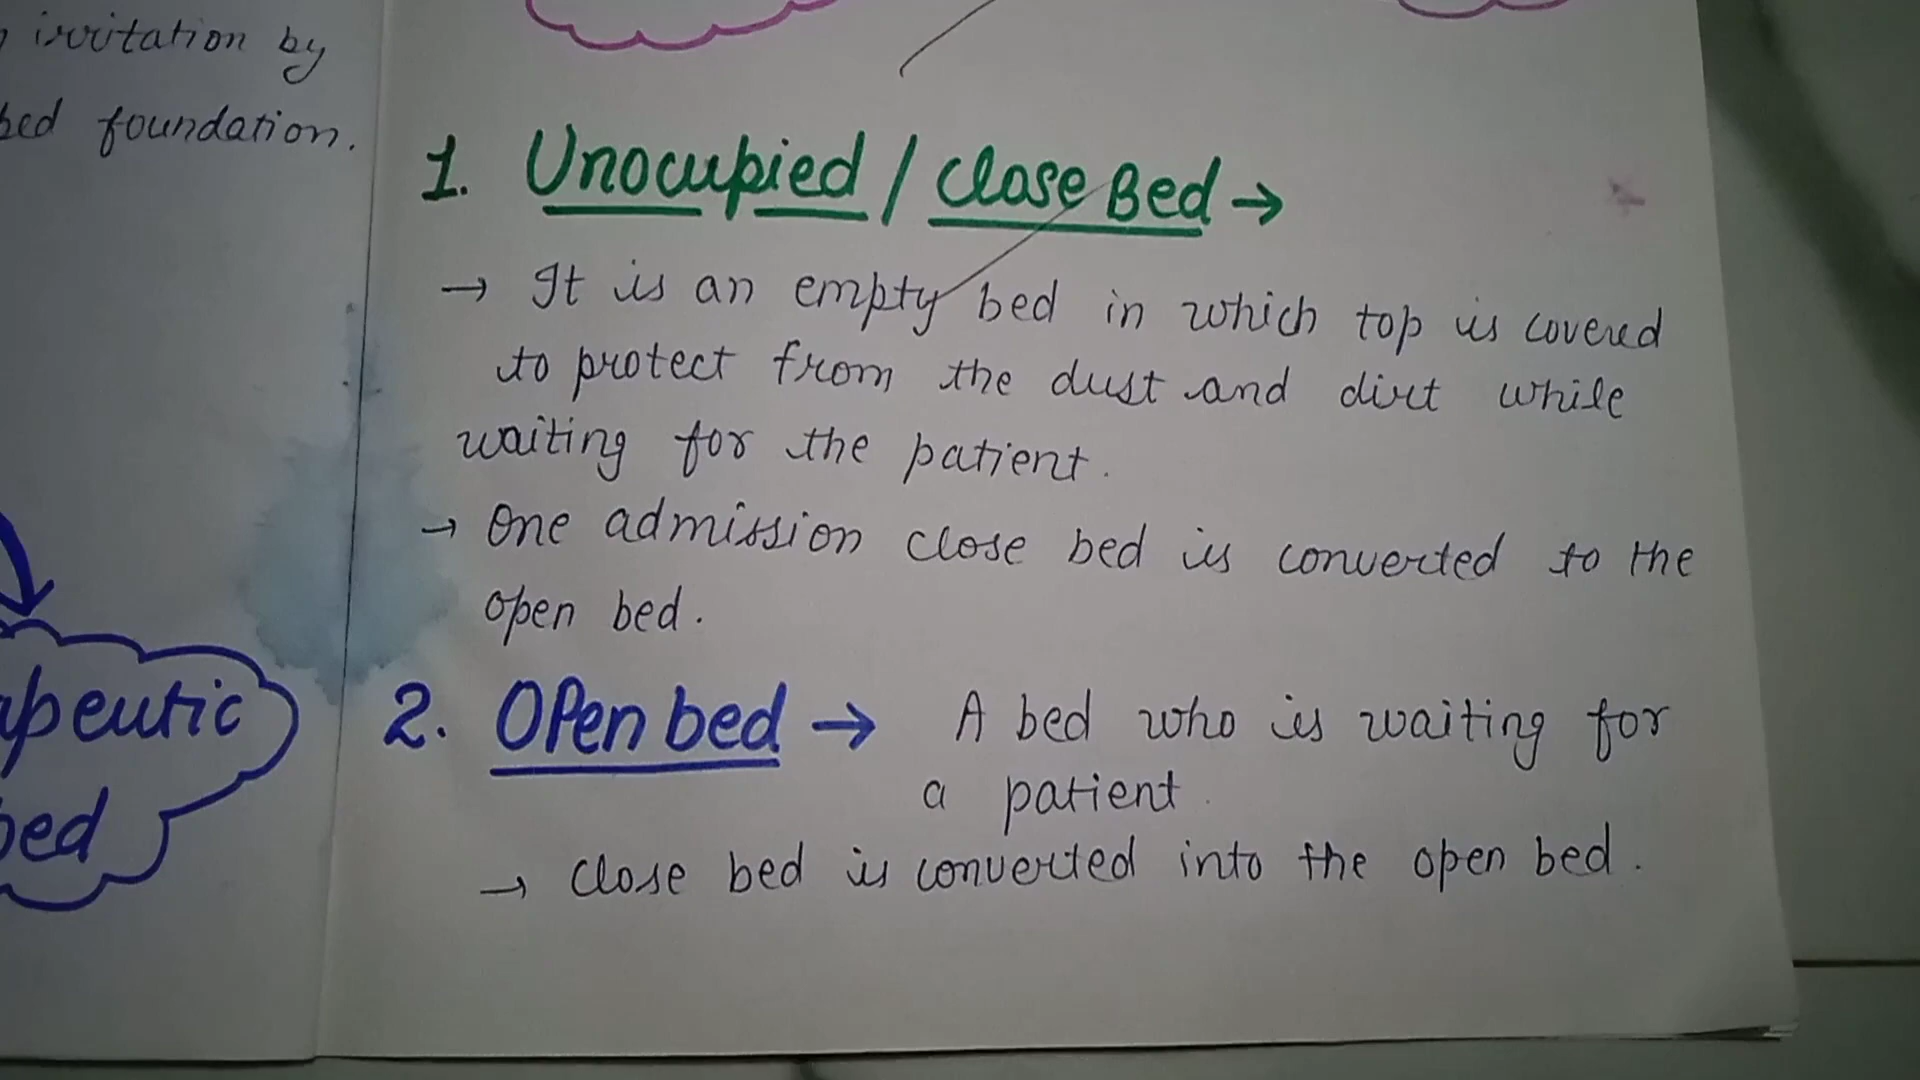 irritation by
bed foundation.
1. Unocupied / Close Bed →
→ It is an empty bed in which top is covered
to protect from the dust and dirt while
waiting for the patient.
→ One admission close bed is converted to the
open bed.
2. Open bed → A bed who is waiting for
a patient.
→ Close bed is converted into the open bed.
apeutic
bed